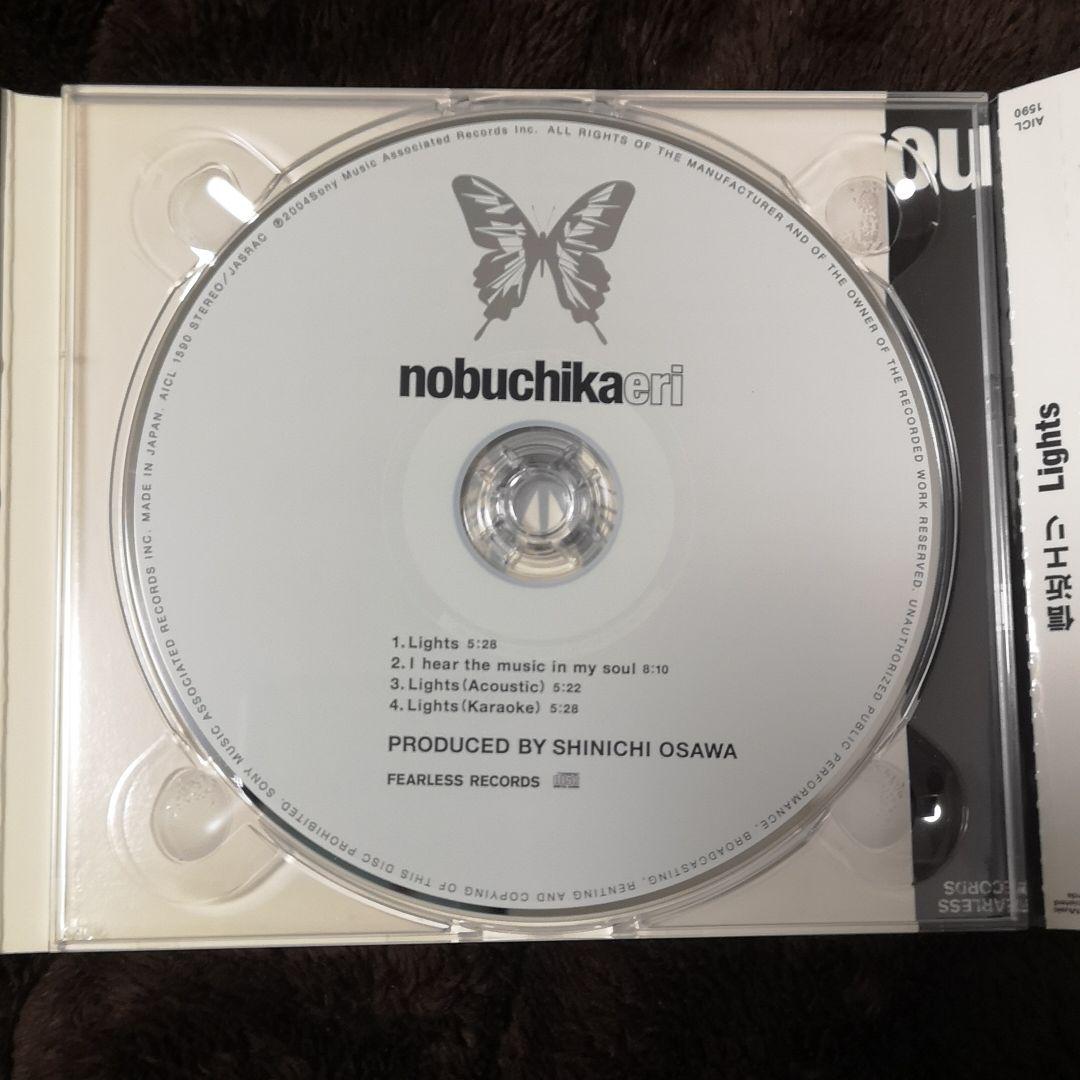 nobuchikaeri
1. Lights 5:28
2. I hear the music in my soul 8:10
3. Lights (Acoustic) 5:22
4. Lights (Karaoke) 5:28
PRODUCED BY SHINICHI OSAWA
FEARLESS RECORDS
AICL 1590 STEREO/JASRAC ℗2004 Sony Music Associated Records Inc. ALL RIGHTS OF THE MANUFACTURER AND OF THE OWNER OF THE RECORDED WORK RESERVED. UNAUTHORIZED PUBLIC PERFORMANCE, BROADCASTING, RENTING AND COPYING OF THIS DISC PROHIBITED. SONY MUSIC ASSOCIATED RECORDS INC. MADE IN JAPAN.
nou
FEARLESS
RECORDS
AICL
1590
信近エリ Lights